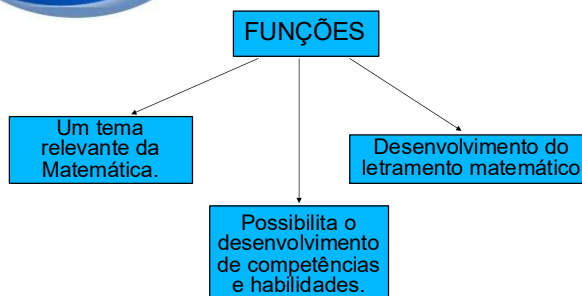 FUNÇÕES
Um tema
relevante da
Matemática.
Desenvolvimento do
letramento matemático
Possibilita o
desenvolvimento
de competências
e habilidades.